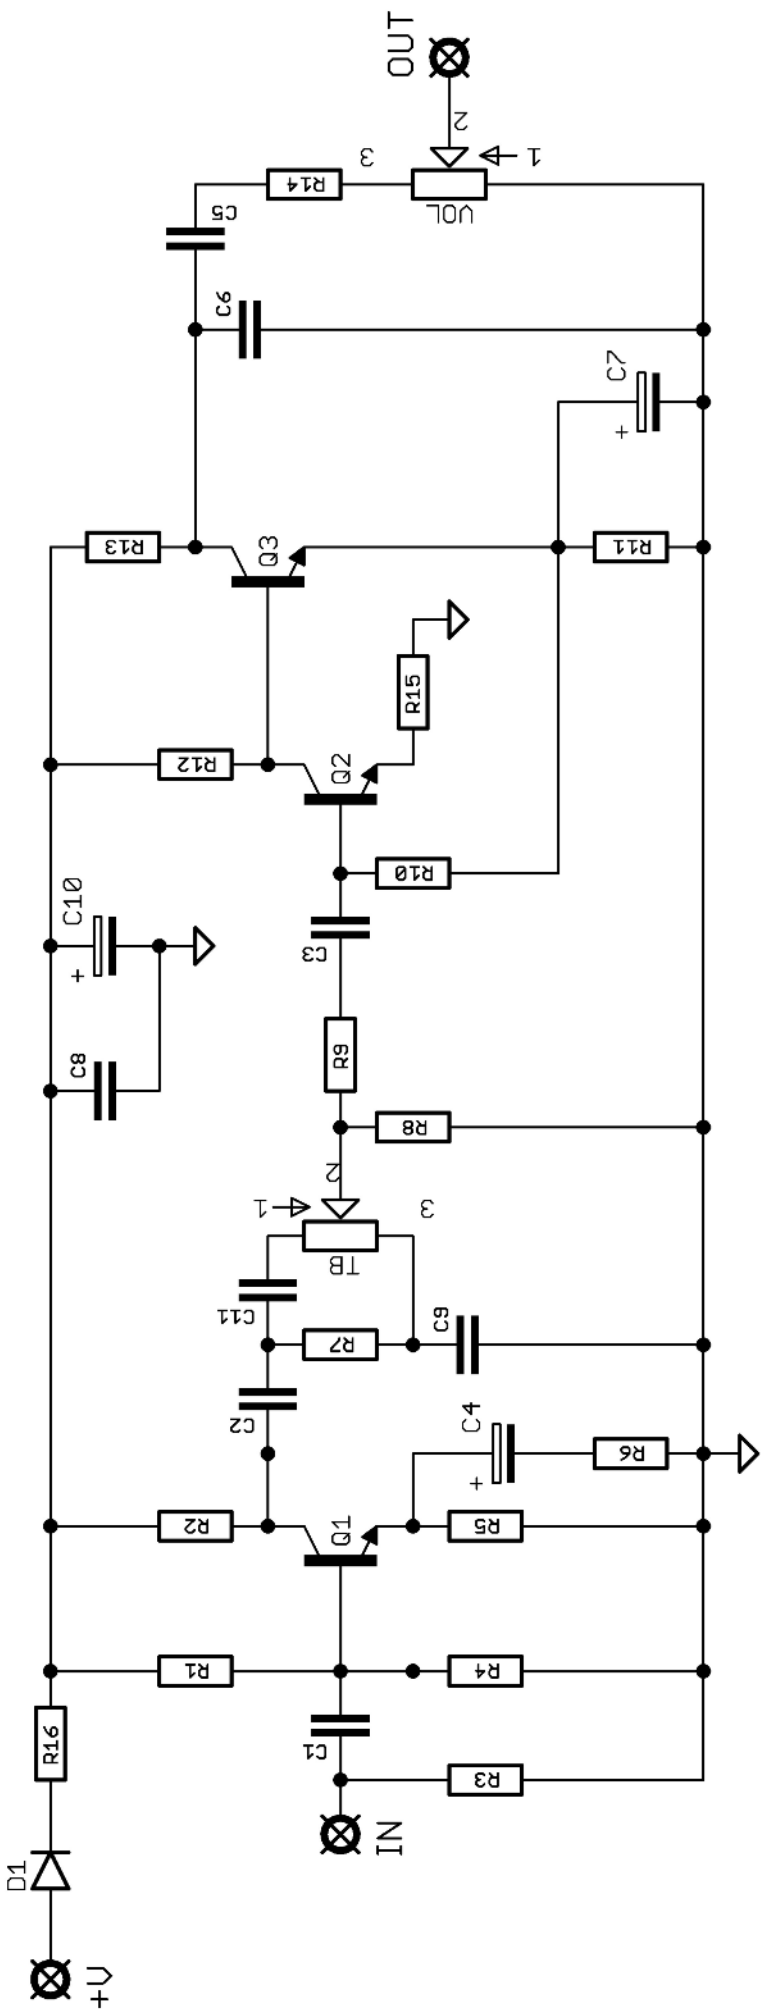 OUT
2
3
1
R14
VOL
C5
C6
C7
+
R13
Q3
R11
R15
R12
Q2
C10
+
R10
C3
C8
R9
R8
2
1
3
TB
C11
R7
C9
C2
C4
+
R6
R2
Q1
R5
R1
R4
R16
C1
R3
IN
D1
+V